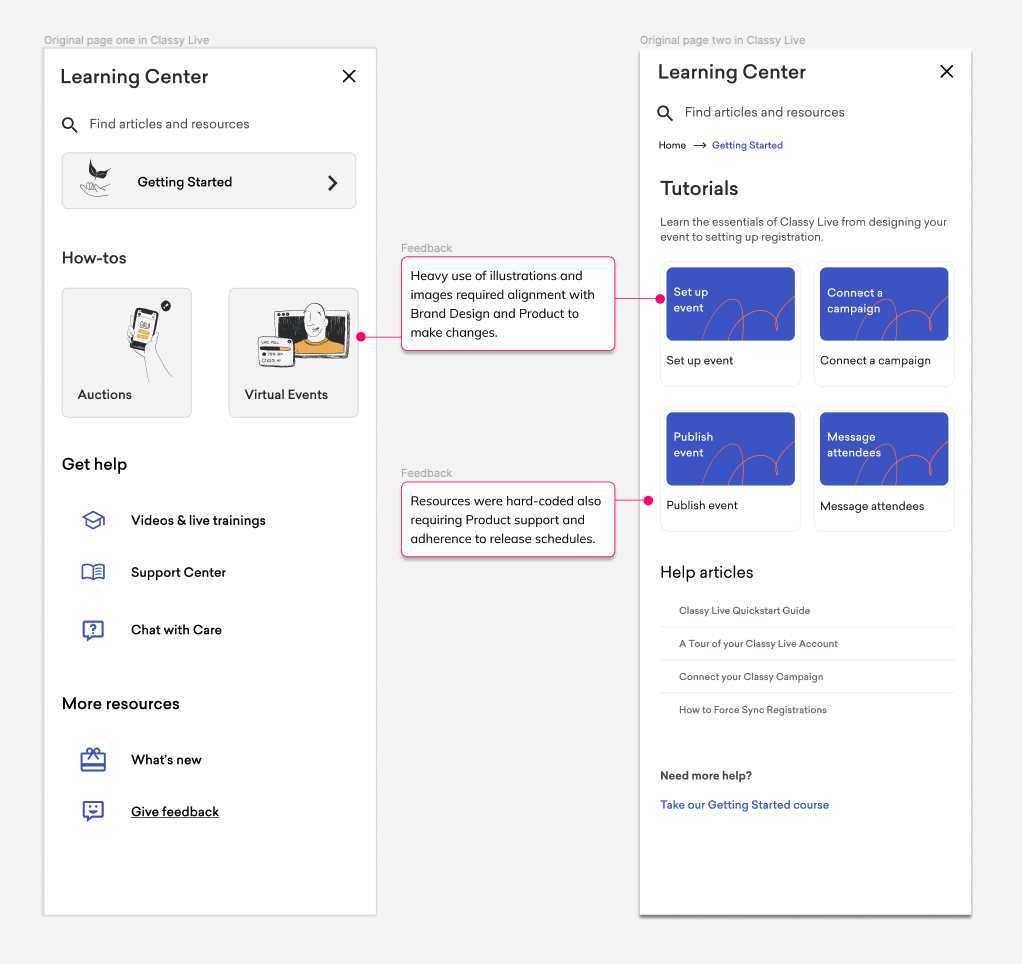 Original page one in Classy Live
Learning Center
Find articles and resources
Getting Started
How-tos
Auctions
LIVE POLL
Virtual Events
Get help
Videos & live trainings
Support Center
Chat with Care
More resources
What's new
Give feedback
Feedback
Heavy use of illustrations and
images required alignment with
Brand Design and Product to
make changes.
Feedback
Resources were hard-coded also
requiring Product support and
adherence to release schedules.
Original page two in Classy Live
Learning Center
Find articles and resources
Home → Getting Started
Tutorials
Learn the essentials of Classy Live from designing your
event to setting up registration.
Set up
event
Set up event
Connect a
campaign
Connect a campaign
Publish
event
Publish event
Message
attendees
Message attendees
Help articles
Classy Live Quickstart Guide
A Tour of your Classy Live Account
Connect your Classy Campaign
How to Force Sync Registrations
Need more help?
Take our Getting Started course